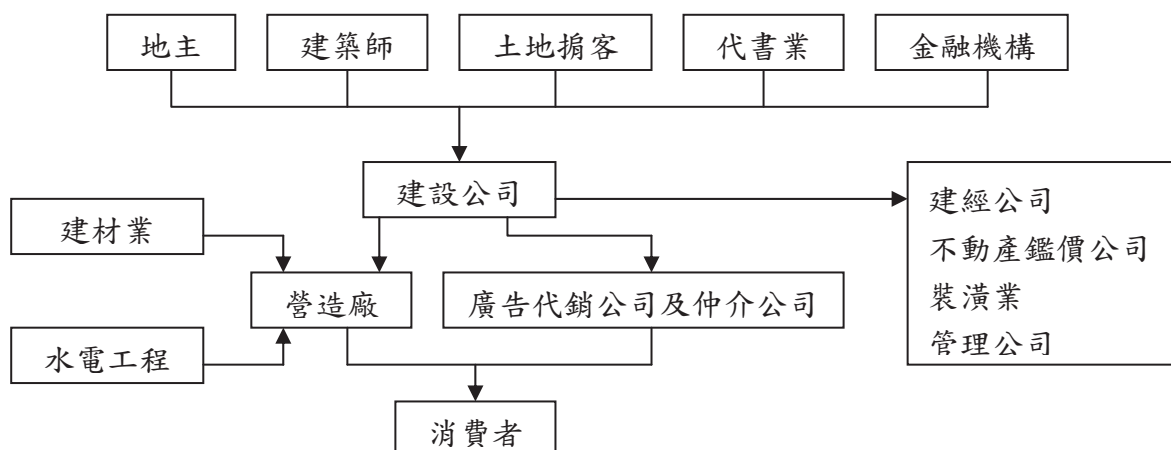 地主
建築師
土地掮客
代書業
金融機構
建設公司
建材業
建經公司
不動產鑑價公司
裝潢業
管理公司
營造廠
廣告代銷公司及仲介公司
水電工程
消費者